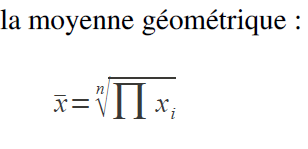 la moyenne géométrique :
x̄ = ⁿ√∏ xᵢ